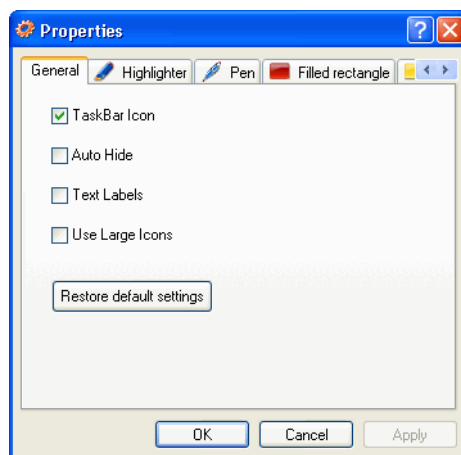 Properties
General Highlighter Pen Filled rectangle
TaskBar Icon
Auto Hide
Text Labels
Use Large Icons
Restore default settings
OK Cancel Apply